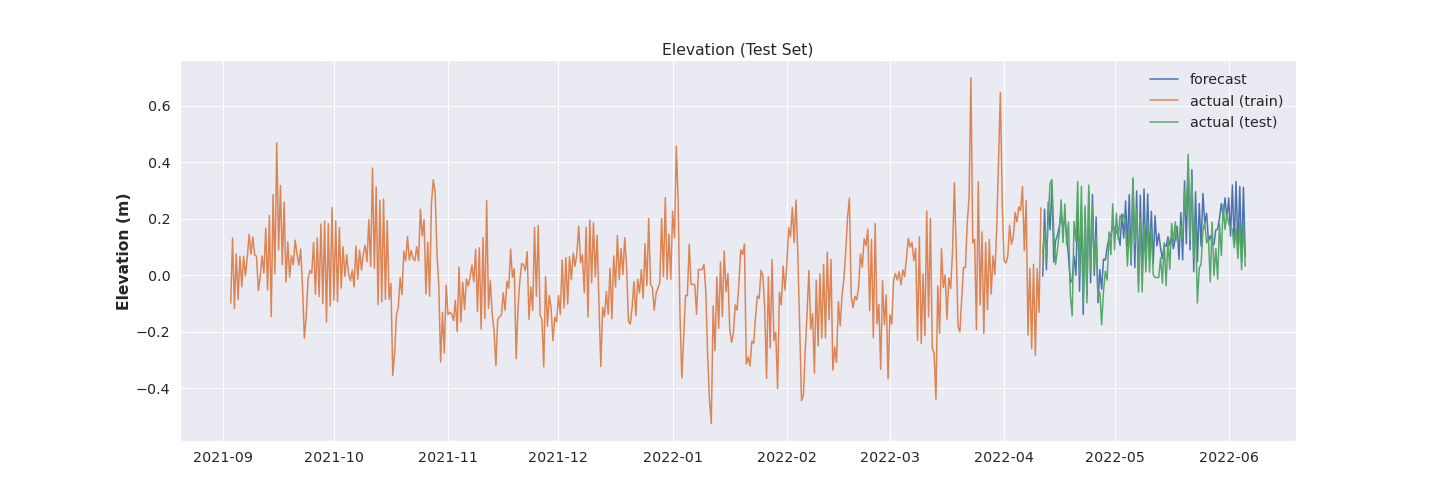 Elevation (Test Set)
Elevation (m)
0.6
0.4
0.2
0.0
−0.2
−0.4
forecast
actual (train)
actual (test)
2021-09 2021-10 2021-11 2021-12 2022-01 2022-02 2022-03 2022-04 2022-05 2022-06